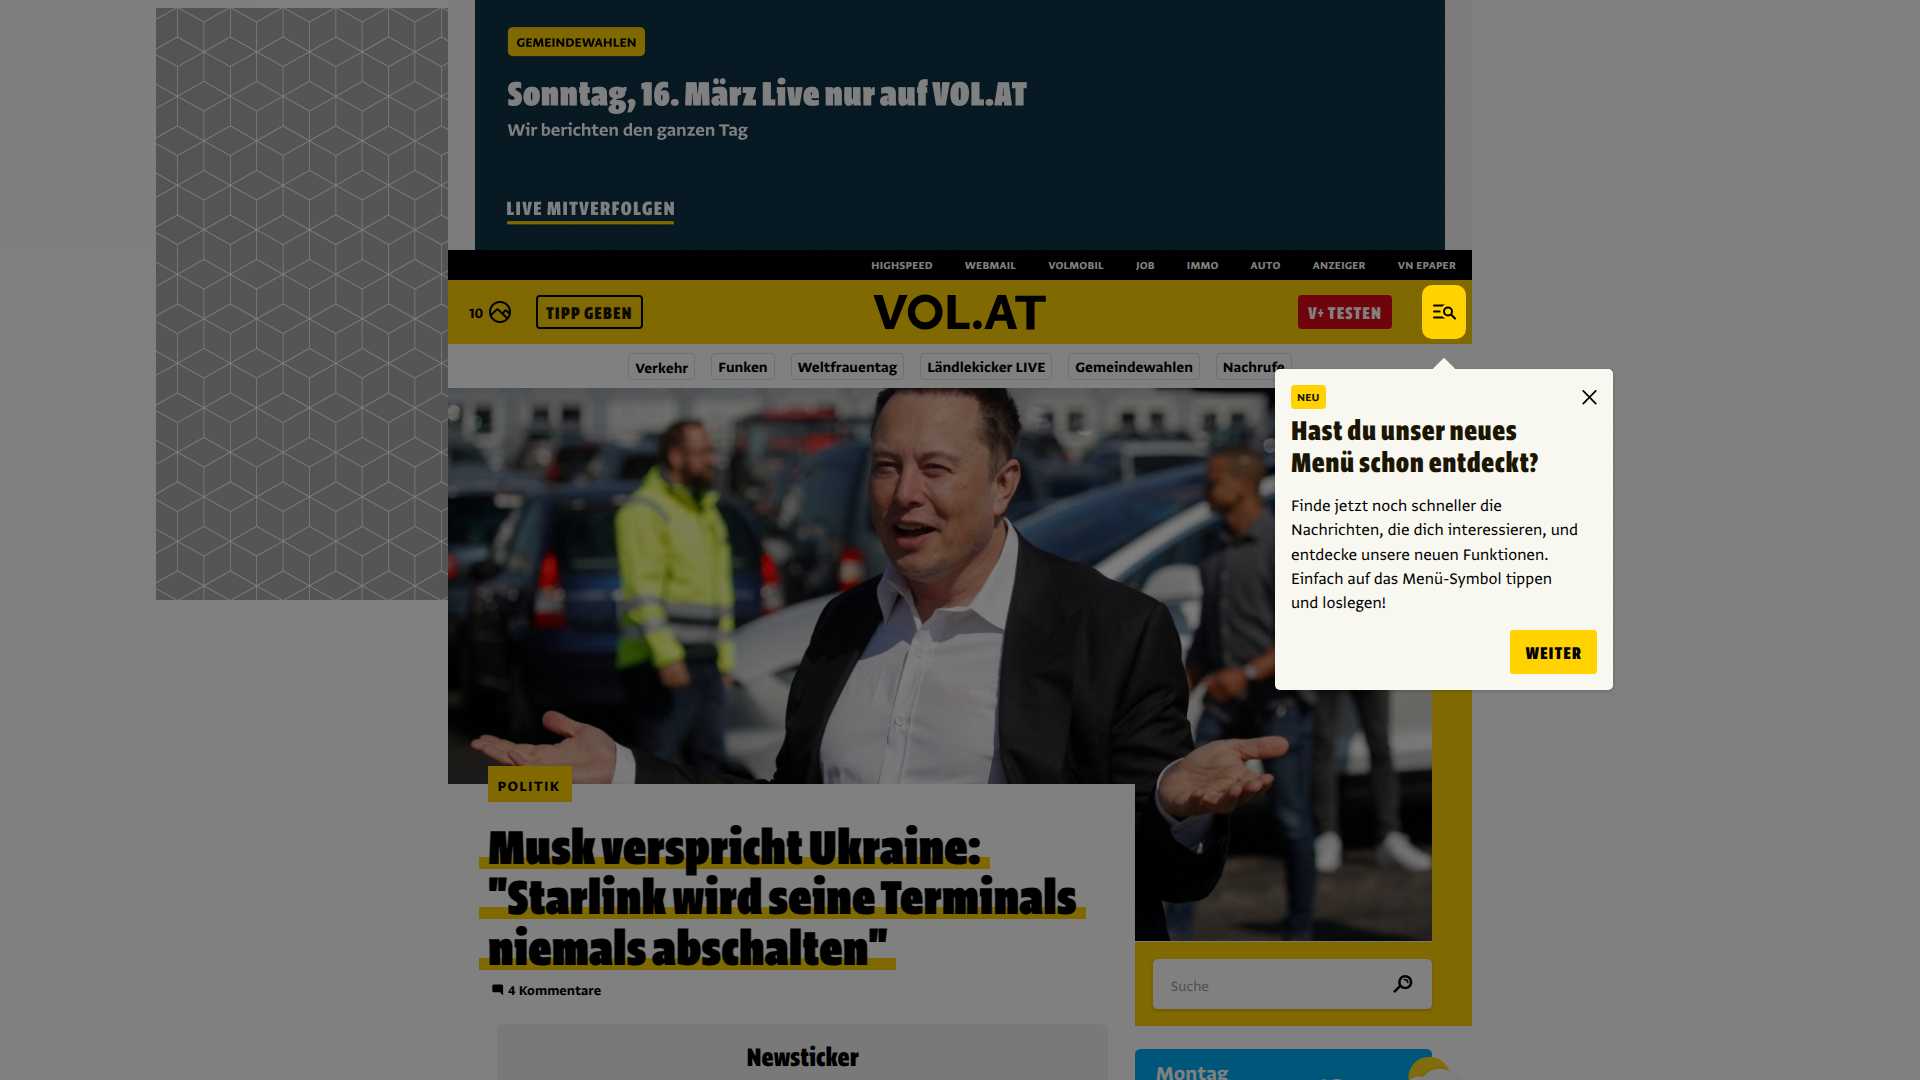 GEMEINDEWAHLEN
Sonntag, 16. März Live nur auf VOL.AT
Wir berichten den ganzen Tag
LIVE MITVERFOLGEN
HIGHSPEED WEBMAIL VOLMOBIL JOB IMMO AUTO ANZEIGER VN EPAPER
10 TIPP GEBEN VOL.AT V+ TESTEN
Verkehr Funken Weltfrauentag Ländlekicker LIVE Gemeindewahlen Nachrufe
NEU
Hast du unser neues
Menü schon entdeckt?
Finde jetzt noch schneller die
Nachrichten, die dich interessieren, und
entdecke unsere neuen Funktionen.
Einfach auf das Menü-Symbol tippen
und loslegen!
WEITER
POLITIK
Musk verspricht Ukraine:
"Starlink wird seine Terminals
niemals abschalten"
4 Kommentare
Suche
Newsticker
Montag